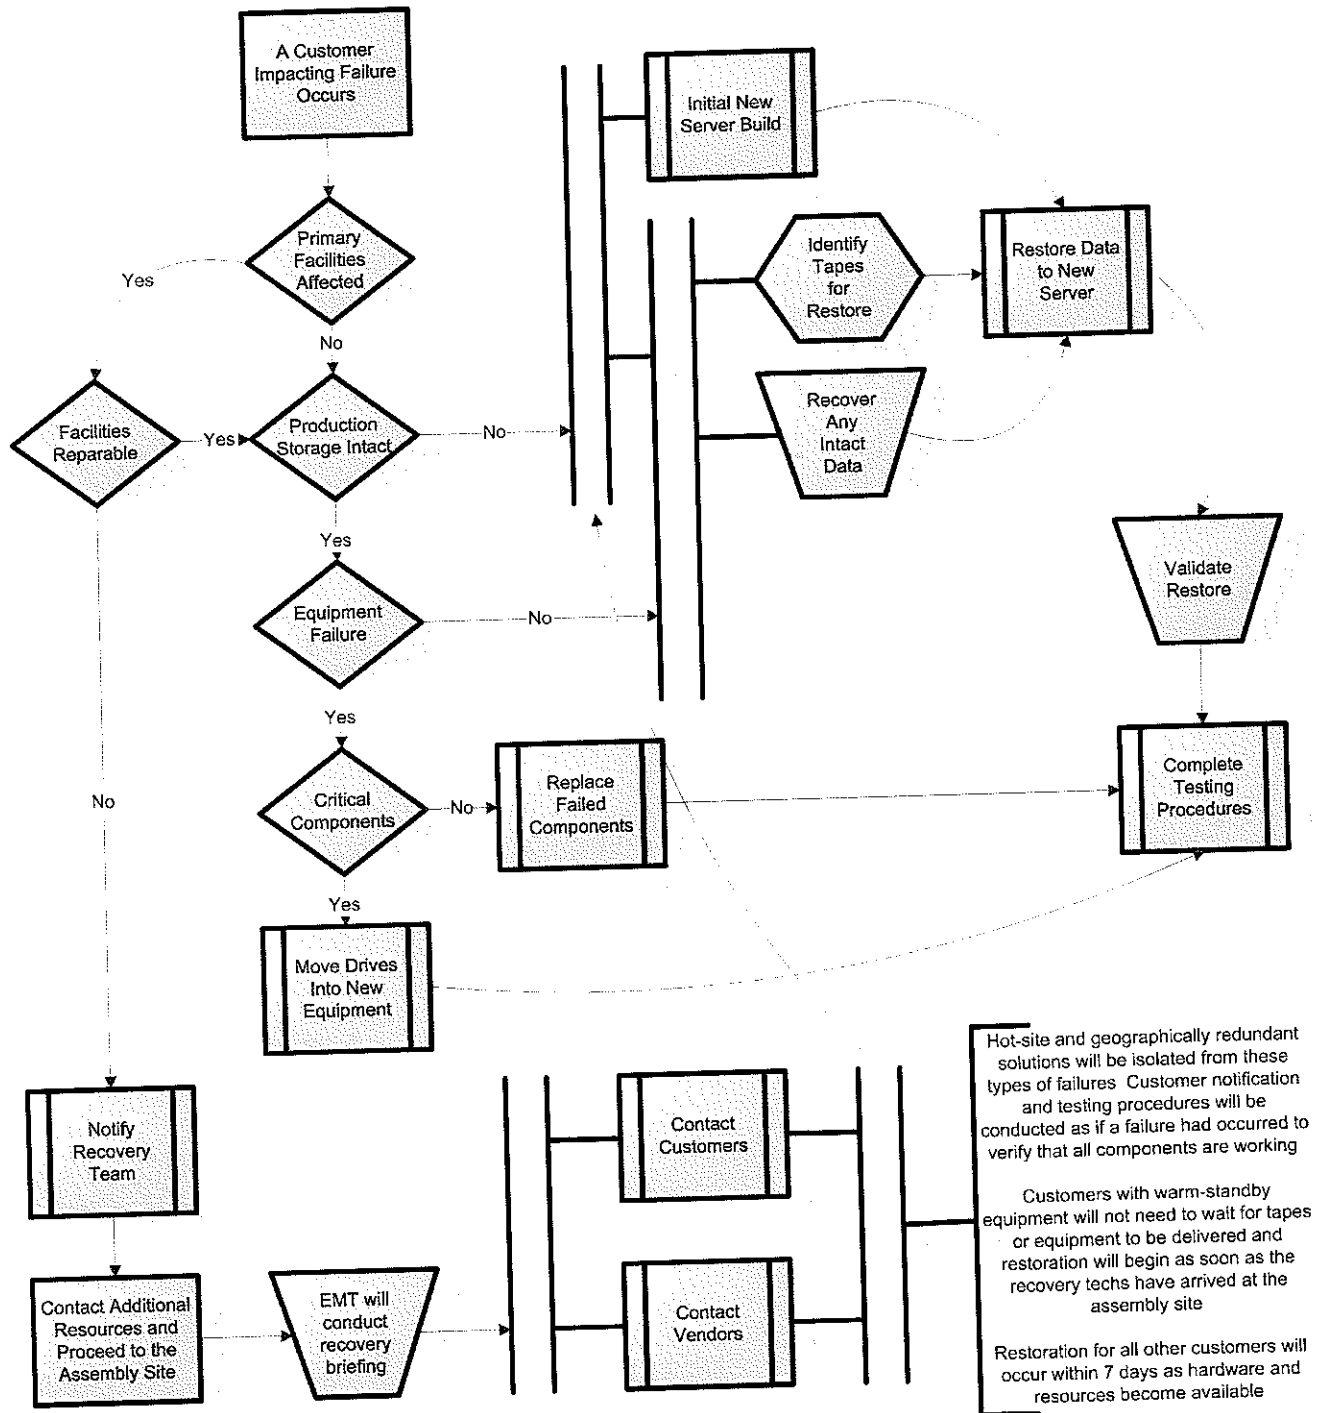 A Customer
Impacting Failure
Occurs
Initial New
Server Build
Primary
Facilities
Affected
Yes
No
Identify
Tapes
for
Restore
Restore Data
to New
Server
Facilities
Reparable
Yes
Production
Storage Intact
No
Recover
Any
Intact
Data
Yes
Equipment
Failure
No
Validate
Restore
Yes
Critical
Components
No
Replace
Failed
Components
Complete
Testing
Procedures
No
Yes
Move Drives
Into New
Equipment
Notify
Recovery
Team
Contact Additional
Resources and
Proceed to the
Assembly Site
EMT will
conduct
recovery
briefing
Contact
Customers
Contact
Vendors
Hot-site and geographically redundant
solutions will be isolated from these
types of failures Customer notification
and testing procedures will be
conducted as if a failure had occurred to
verify that all components are working
Customers with warm-standby
equipment will not need to wait for tapes
or equipment to be delivered and
restoration will begin as soon as the
recovery techs have arrived at the
assembly site
Restoration for all other customers will
occur within 7 days as hardware and
resources become available